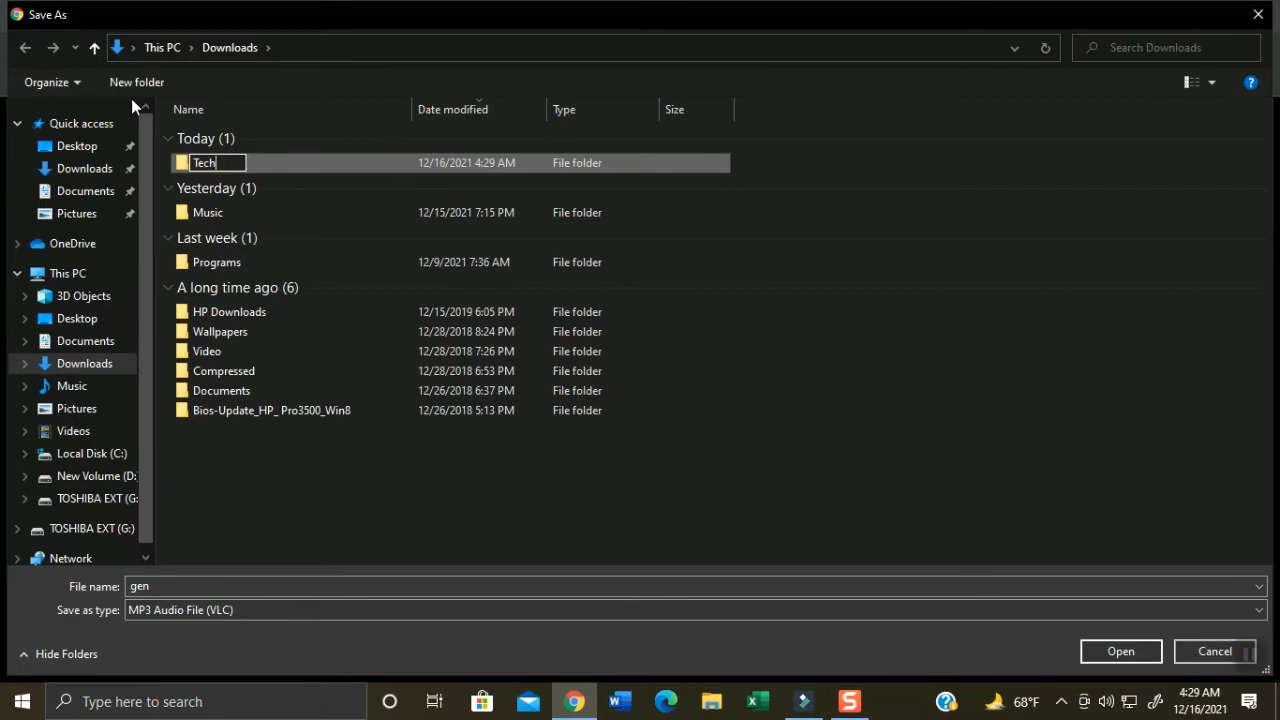 Save As
This PC Downloads
Search Downloads
Organize New folder
Name Date modified Type Size
Quick access
Desktop
Downloads
Documents
Pictures
OneDrive
This PC
3D Objects
Desktop
Documents
Downloads
Music
Pictures
Videos
Local Disk (C:)
New Volume (D:
TOSHIBA EXT (G:
TOSHIBA EXT (G:)
Network
Today (1)
Tech 12/16/2021 4:29 AM File folder
Yesterday (1)
Music 12/15/2021 7:15 PM File folder
Last week (1)
Programs 12/9/2021 7:36 AM File folder
A long time ago (6)
HP Downloads 12/15/2019 6:05 PM File folder
Wallpapers 12/28/2018 8:24 PM File folder
Video 12/28/2018 7:26 PM File folder
Compressed 12/28/2018 6:53 PM File folder
Documents 12/26/2018 6:37 PM File folder
Bios-Update_HP_ Pro3500_Win8 12/26/2018 5:13 PM File folder
File name: gen
Save as type: MP3 Audio File (VLC)
Hide Folders
Open Cancel
Type here to search
68°F
4:29 AM
12/16/2021